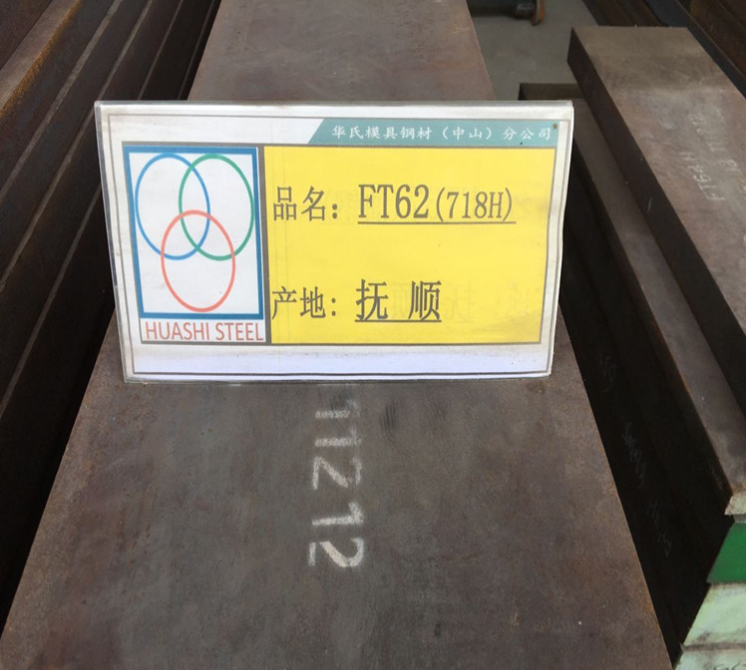 华氏模具钢材（中山）分公司
品名：FT62(718H)
产地：抚顺
HUASHI STEEL
11212